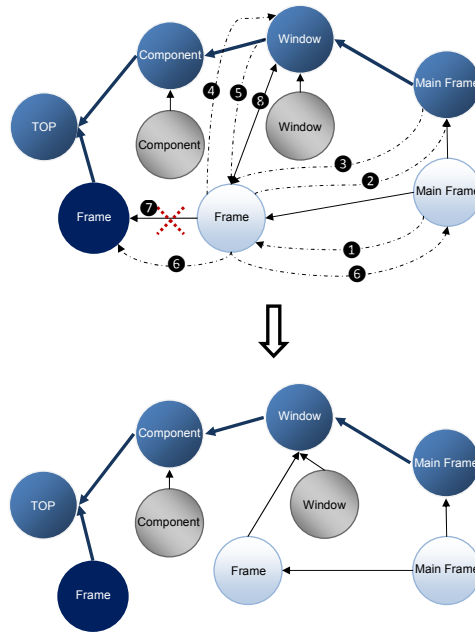 Window
Component
4
5
8
Main Frame
TOP
Component
Window
3
2
Main Frame
Frame
7
Frame
1
6
6
Window
Component
Main Frame
TOP
Component
Window
Frame
Main Frame
Frame